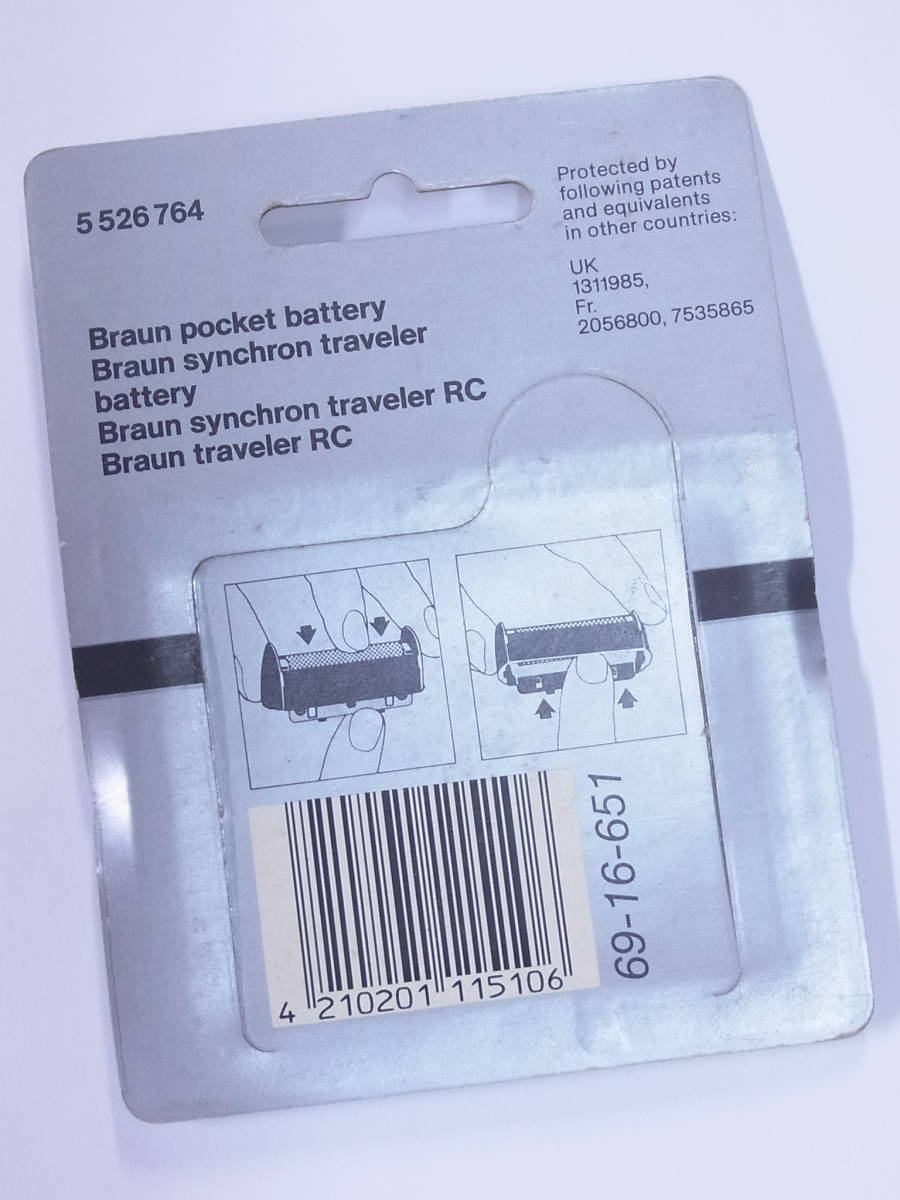 5 526 764
Protected by
following patents
and equivalents
in other countries:
UK
1311985,
Fr.
2056800, 7535865
Braun pocket battery
Braun synchron traveler
battery
Braun synchron traveler RC
Braun traveler RC
69-16-651
4 210201 115106